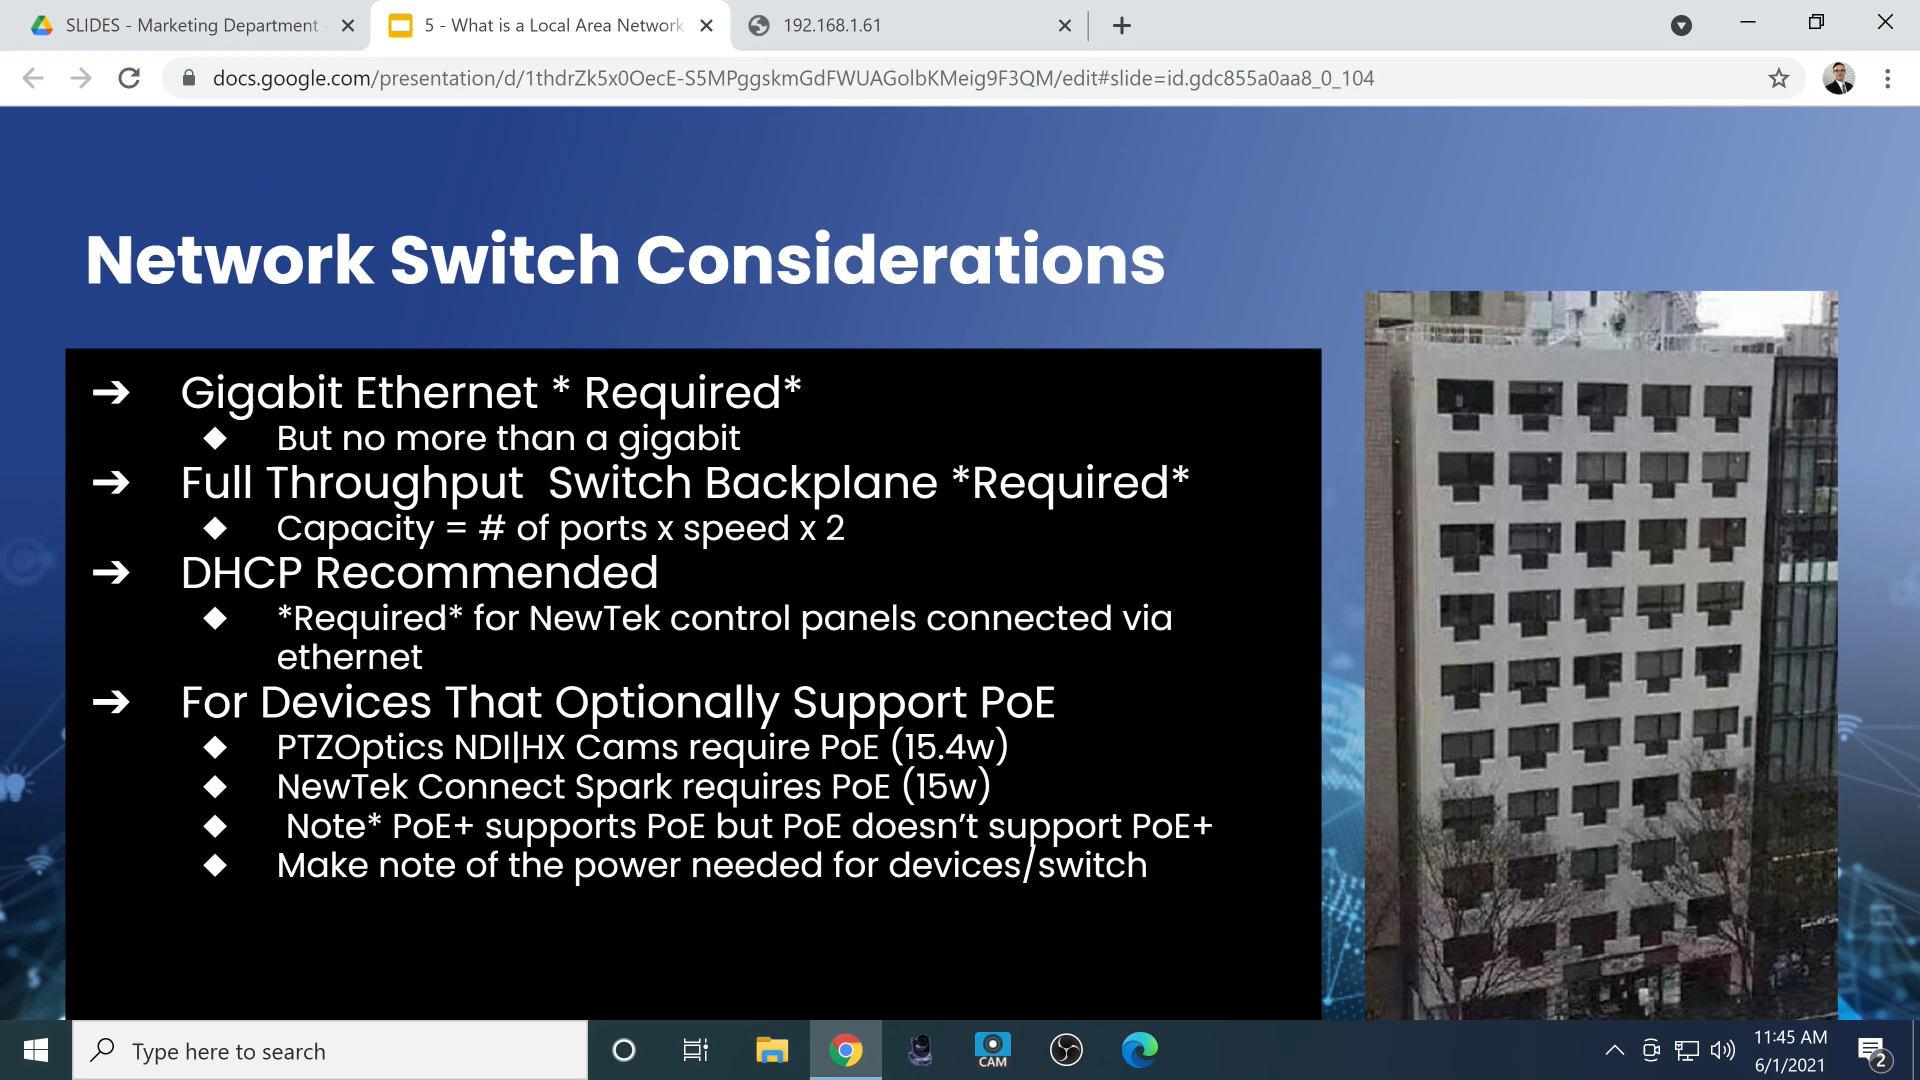 SLIDES - Marketing Department
5 - What is a Local Area Network
192.168.1.61
docs.google.com/presentation/d/1thdrZk5x0OecE-S5MPggskmGdFWUAGolbKMeig9F3QM/edit#slide=id.gdc855a0aa8_0_104
Network Switch Considerations
➔ Gigabit Ethernet * Required*
◆ But no more than a gigabit
➔ Full Throughput Switch Backplane *Required*
◆ Capacity = # of ports x speed x 2
➔ DHCP Recommended
◆ *Required* for NewTek control panels connected via
ethernet
➔ For Devices That Optionally Support PoE
◆ PTZOptics NDI|HX Cams require PoE (15.4w)
◆ NewTek Connect Spark requires PoE (15w)
◆ Note* PoE+ supports PoE but PoE doesn't support PoE+
◆ Make note of the power needed for devices/switch
Type here to search
CAM
11:45 AM
6/1/2021
2